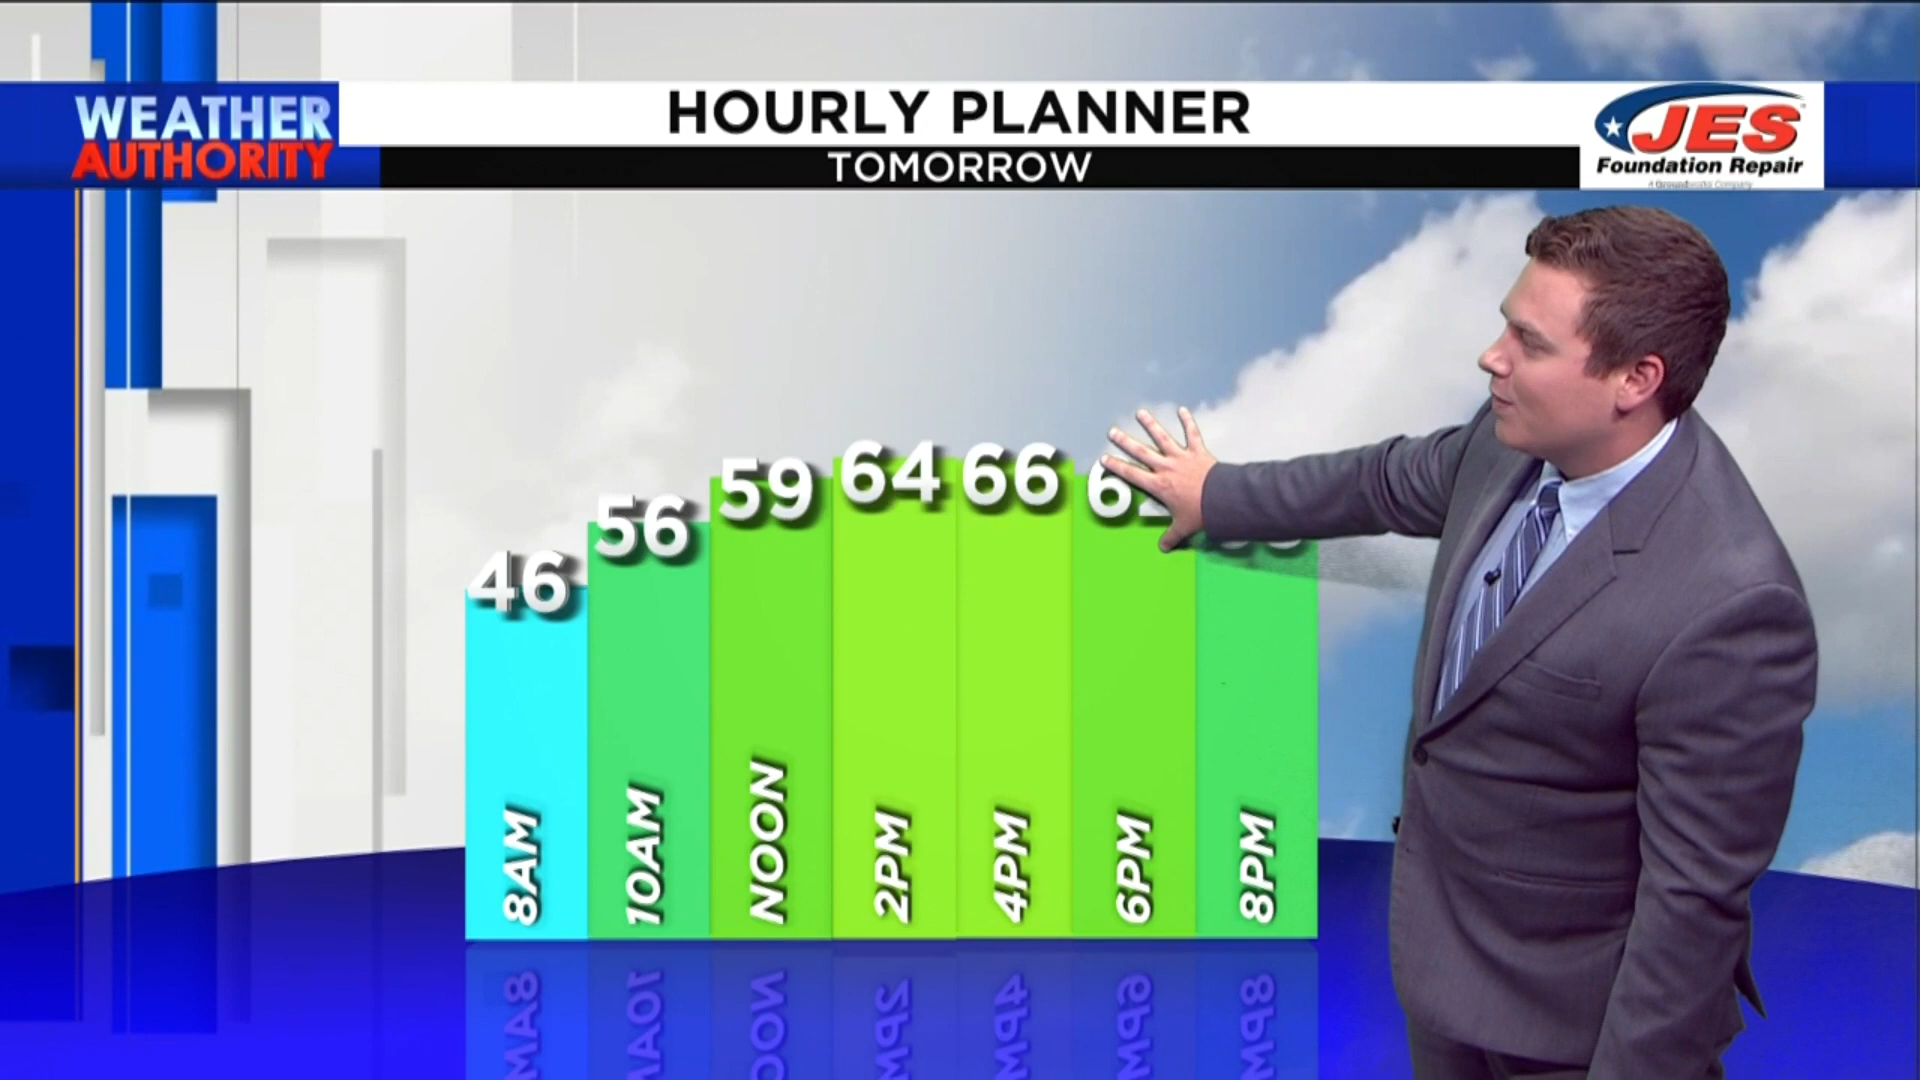 WEATHER
AUTHORITY
HOURLY PLANNER
TOMORROW
JES
Foundation Repair
46
56
59
64
66
8AM
10AM
NOON
2PM
4PM
6PM
8PM